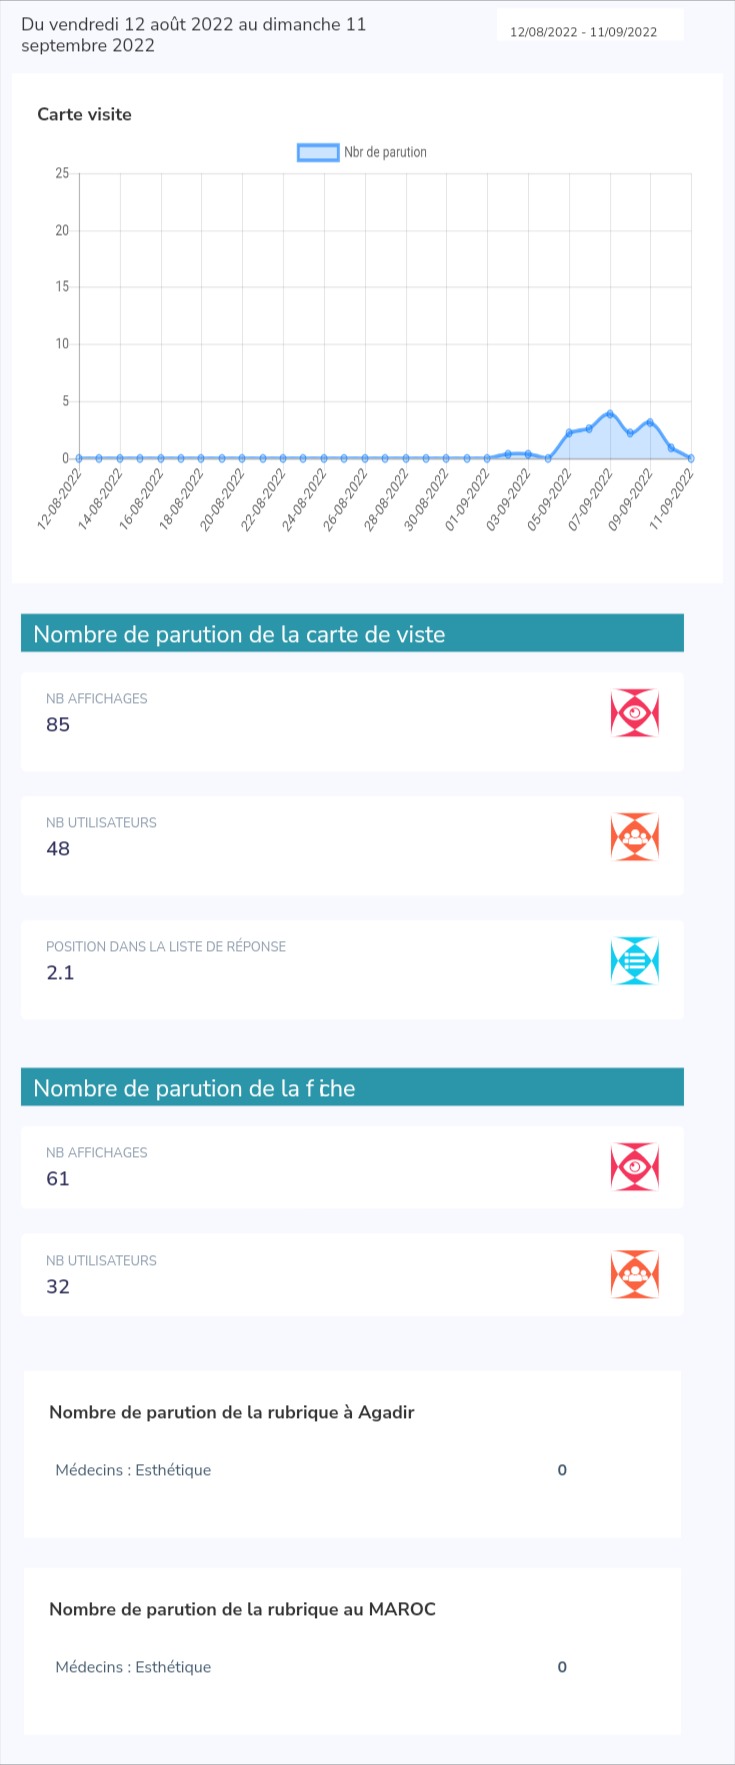 Du vendredi 12 août 2022 au dimanche 11
septembre 2022
12/08/2022 - 11/09/2022
Carte visite
Nbr de parution
25
20
15
10
5
0
12-08-2022
14-08-2022
16-08-2022
18-08-2022
20-08-2022
22-08-2022
24-08-2022
26-08-2022
28-08-2022
30-08-2022
01-09-2022
03-09-2022
05-09-2022
07-09-2022
09-09-2022
11-09-2022
Nombre de parution de la carte de viste
NB AFFICHAGES
85
NB UTILISATEURS
48
POSITION DANS LA LISTE DE RÉPONSE
2.1
Nombre de parution de la fiche
NB AFFICHAGES
61
NB UTILISATEURS
32
Nombre de parution de la rubrique à Agadir
Médecins : Esthétique 0
Nombre de parution de la rubrique au MAROC
Médecins : Esthétique 0